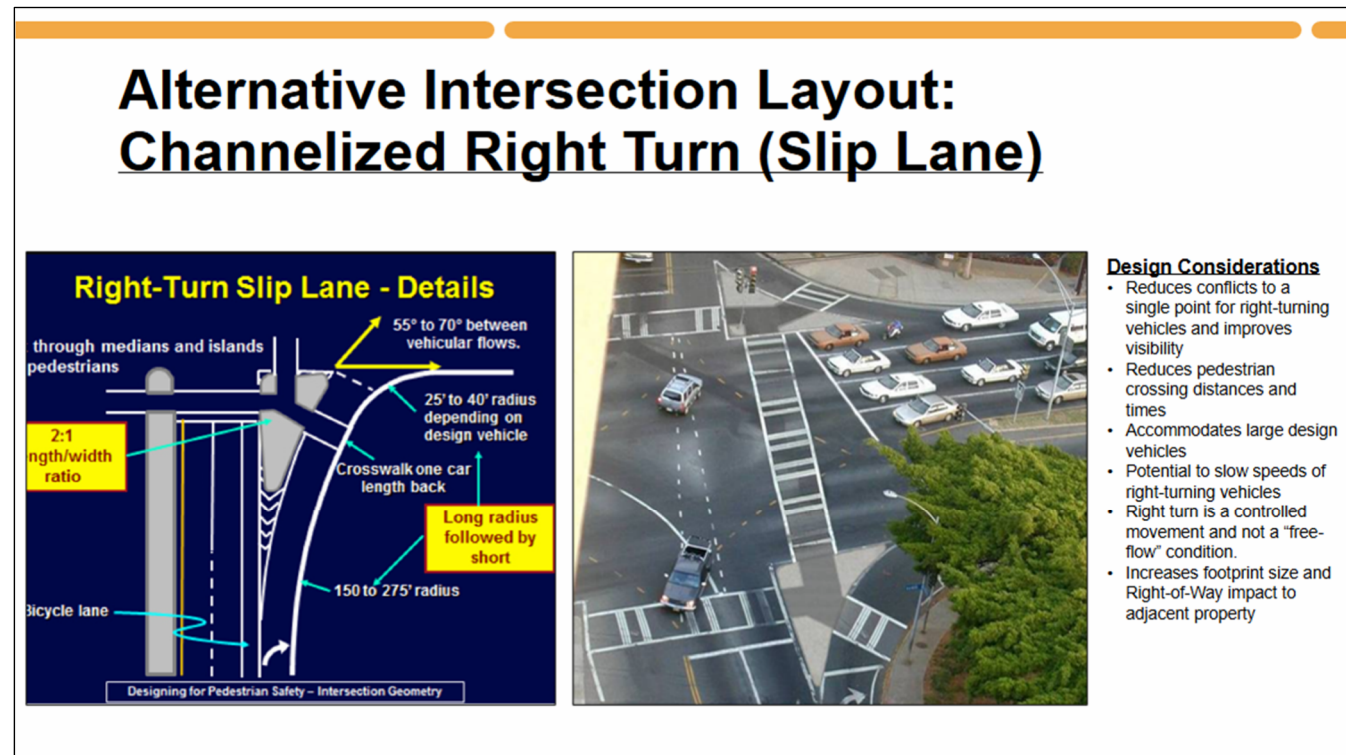 Alternative Intersection Layout:
Channelized Right Turn (Slip Lane)
Right-Turn Slip Lane - Details
through medians and islands
pedestrians
55° to 70° between
vehicular flows.
25' to 40' radius
depending on
design vehicle
2:1
ngth/width
ratio
Crosswalk one car
length back
Long radius
followed by
short
150 to 275' radius
Bicycle lane
Designing for Pedestrian Safety – Intersection Geometry
Design Considerations
• Reduces conflicts to a
single point for right-turning
vehicles and improves
visibility
• Reduces pedestrian
crossing distances and
times
• Accommodates large design
vehicles
• Potential to slow speeds of
right-turning vehicles
• Right turn is a controlled
movement and not a “free-
flow” condition.
• Increases footprint size and
Right-of-Way impact to
adjacent property